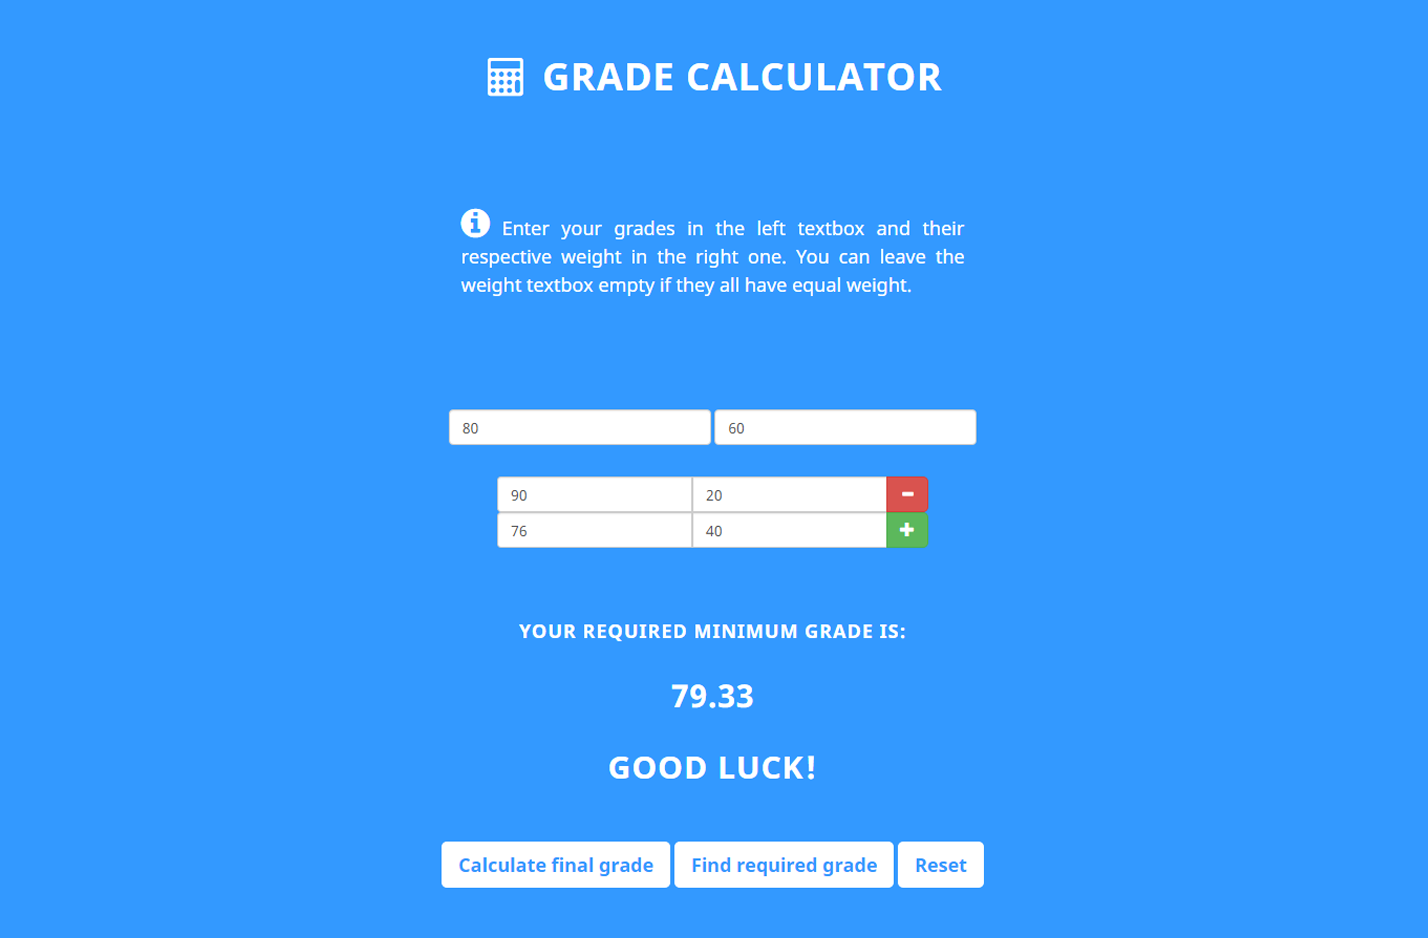 GRADE CALCULATOR
Enter your grades in the left textbox and their
respective weight in the right one. You can leave the
weight textbox empty if they all have equal weight.
80 60
90 20
76 40
YOUR REQUIRED MINIMUM GRADE IS:
79.33
GOOD LUCK!
Calculate final grade Find required grade Reset